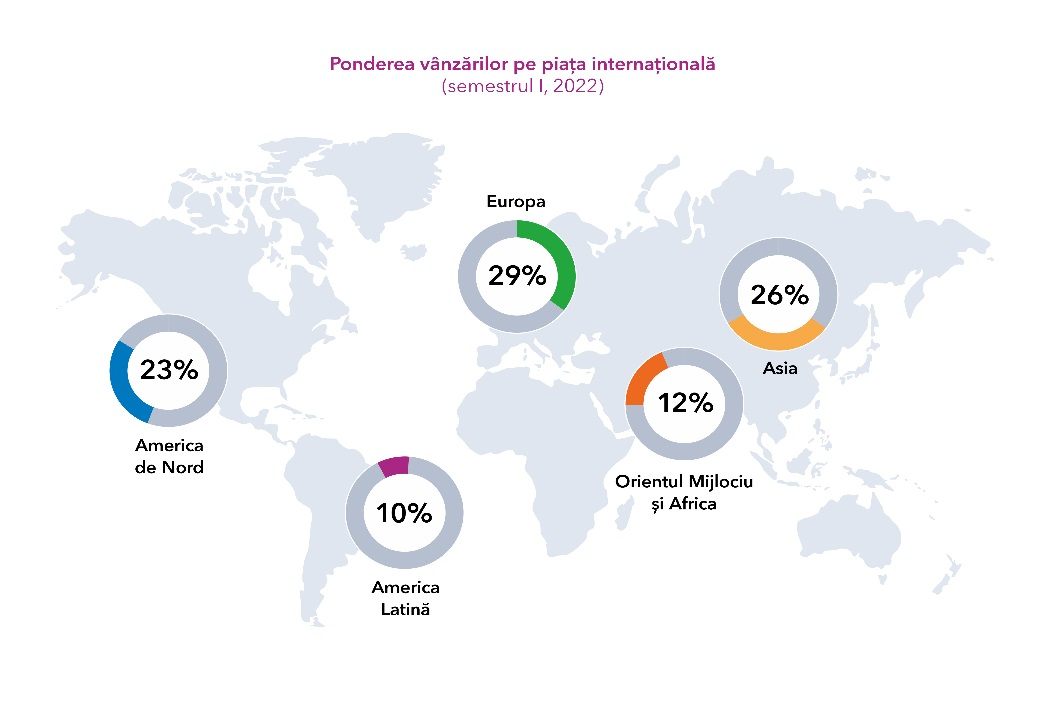 Ponderea vânzărilor pe piața internațională
(semestrul I, 2022)
Europa
29%
26%
Asia
23%
America
de Nord
12%
Orientul Mijlociu
și Africa
10%
America
Latină